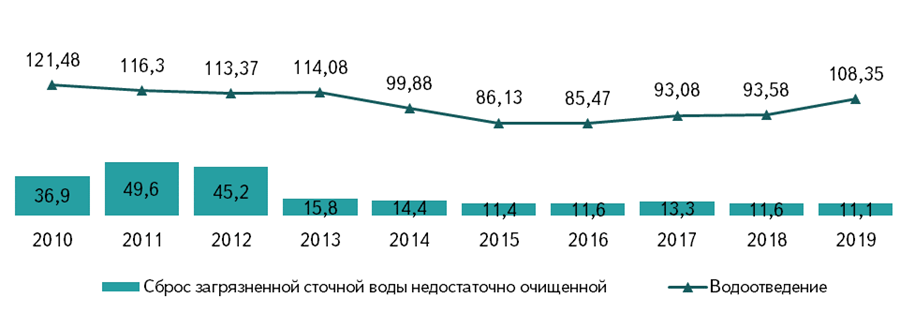 121,48 116,3 113,37 114,08 99,88 86,13 85,47 93,08 93,58 108,35
36,9 49,6 45,2 15,8 14,4 11,4 11,6 13,3 11,6 11,1
2010 2011 2012 2013 2014 2015 2016 2017 2018 2019
Сброс загрязненной сточной воды недостаточно очищенной Водоотведение